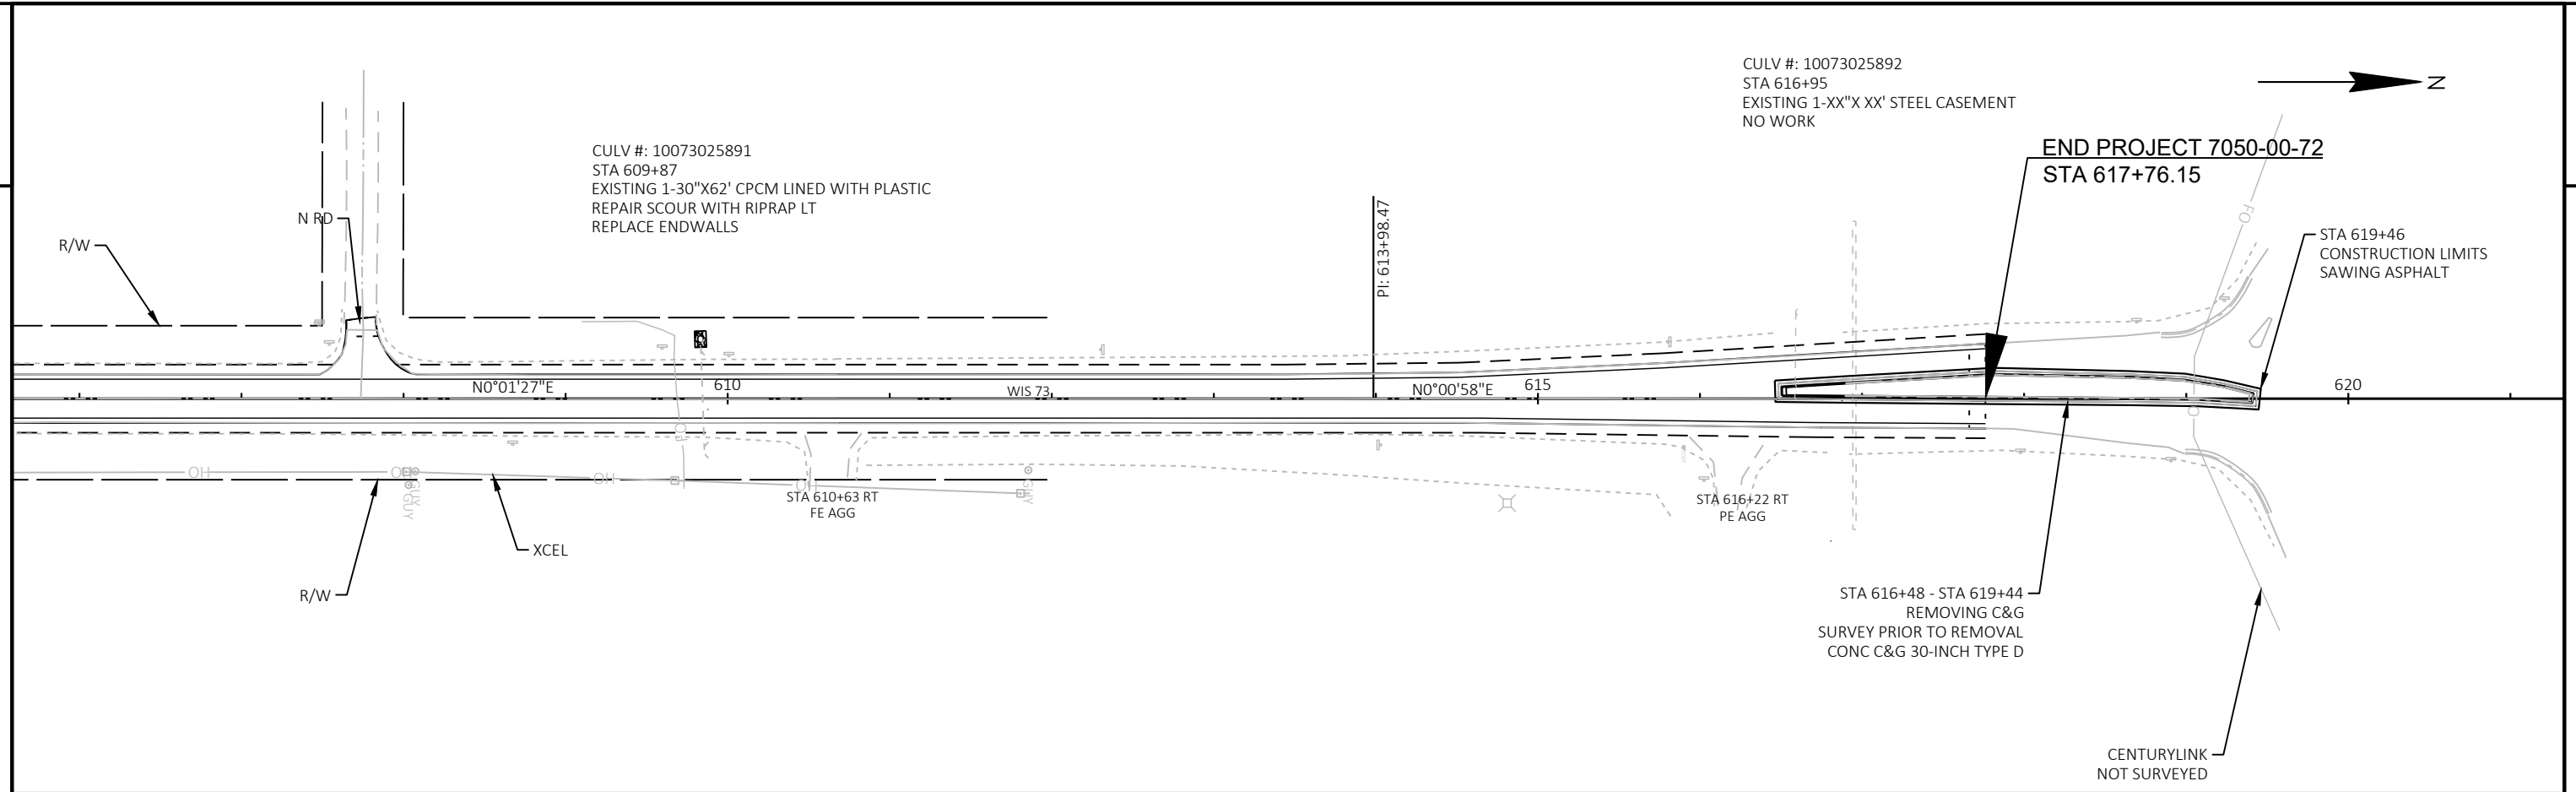 CULV #: 10073025892
STA 616+95
EXISTING 1-XX"X XX' STEEL CASEMENT
NO WORK
N
END PROJECT 7050-00-72
STA 617+76.15
CULV #: 10073025891
STA 609+87
EXISTING 1-30"X62' CPCM LINED WITH PLASTIC
REPAIR SCOUR WITH RIPRAP LT
REPLACE ENDWALLS
N RD
R/W
PI: 613+98.47
FO
STA 619+46
CONSTRUCTION LIMITS
SAWING ASPHALT
N0°01'27"E
610
WIS 73
N0°00'58"E
615
620
OH
OH
GUY
GUY
GUY
STA 610+63 RT
FE AGG
STA 616+22 RT
PE AGG
XCEL
R/W
STA 616+48 - STA 619+44
REMOVING C&G
SURVEY PRIOR TO REMOVAL
CONC C&G 30-INCH TYPE D
CENTURYLINK
NOT SURVEYED